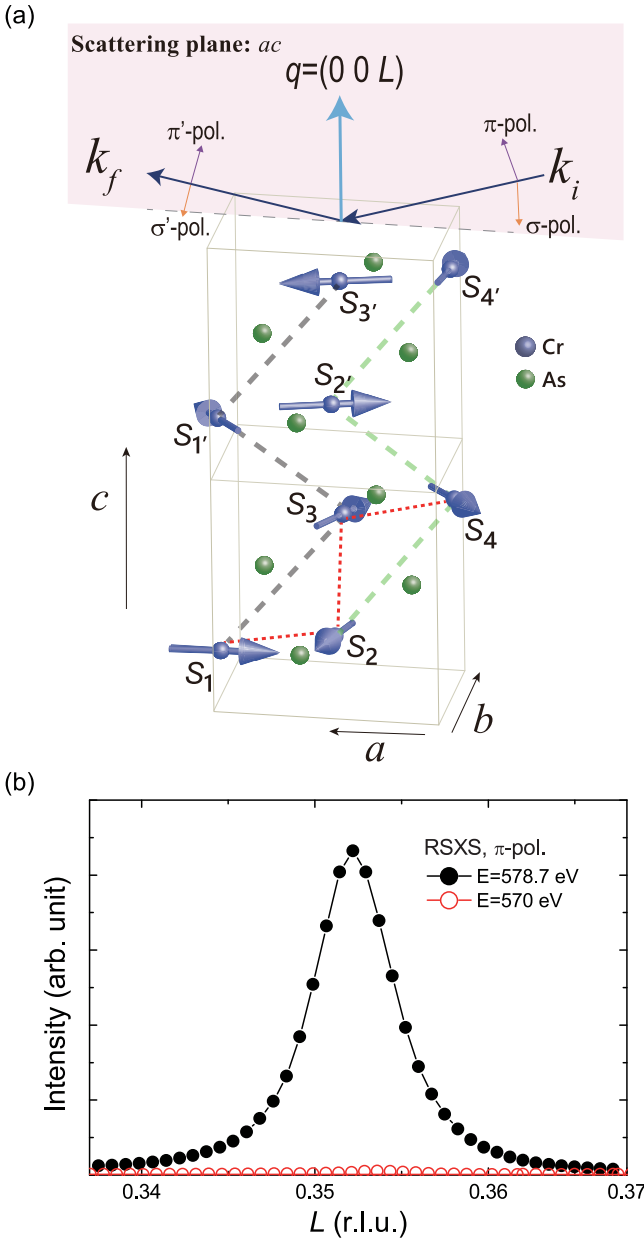 (a)
Scattering plane: ac
q=(0 0 L)
π'-pol.
π-pol.
k_f
k_i
σ'-pol.
σ-pol.
S_3'
S_4'
Cr
As
S_2'
S_1'
c
S_3
S_4
S_1
S_2
b
a
(b)
RSXS, π-pol.
E=578.7 eV
E=570 eV
Intensity (arb. unit)
0.34
0.35
0.36
0.37
L (r.l.u.)